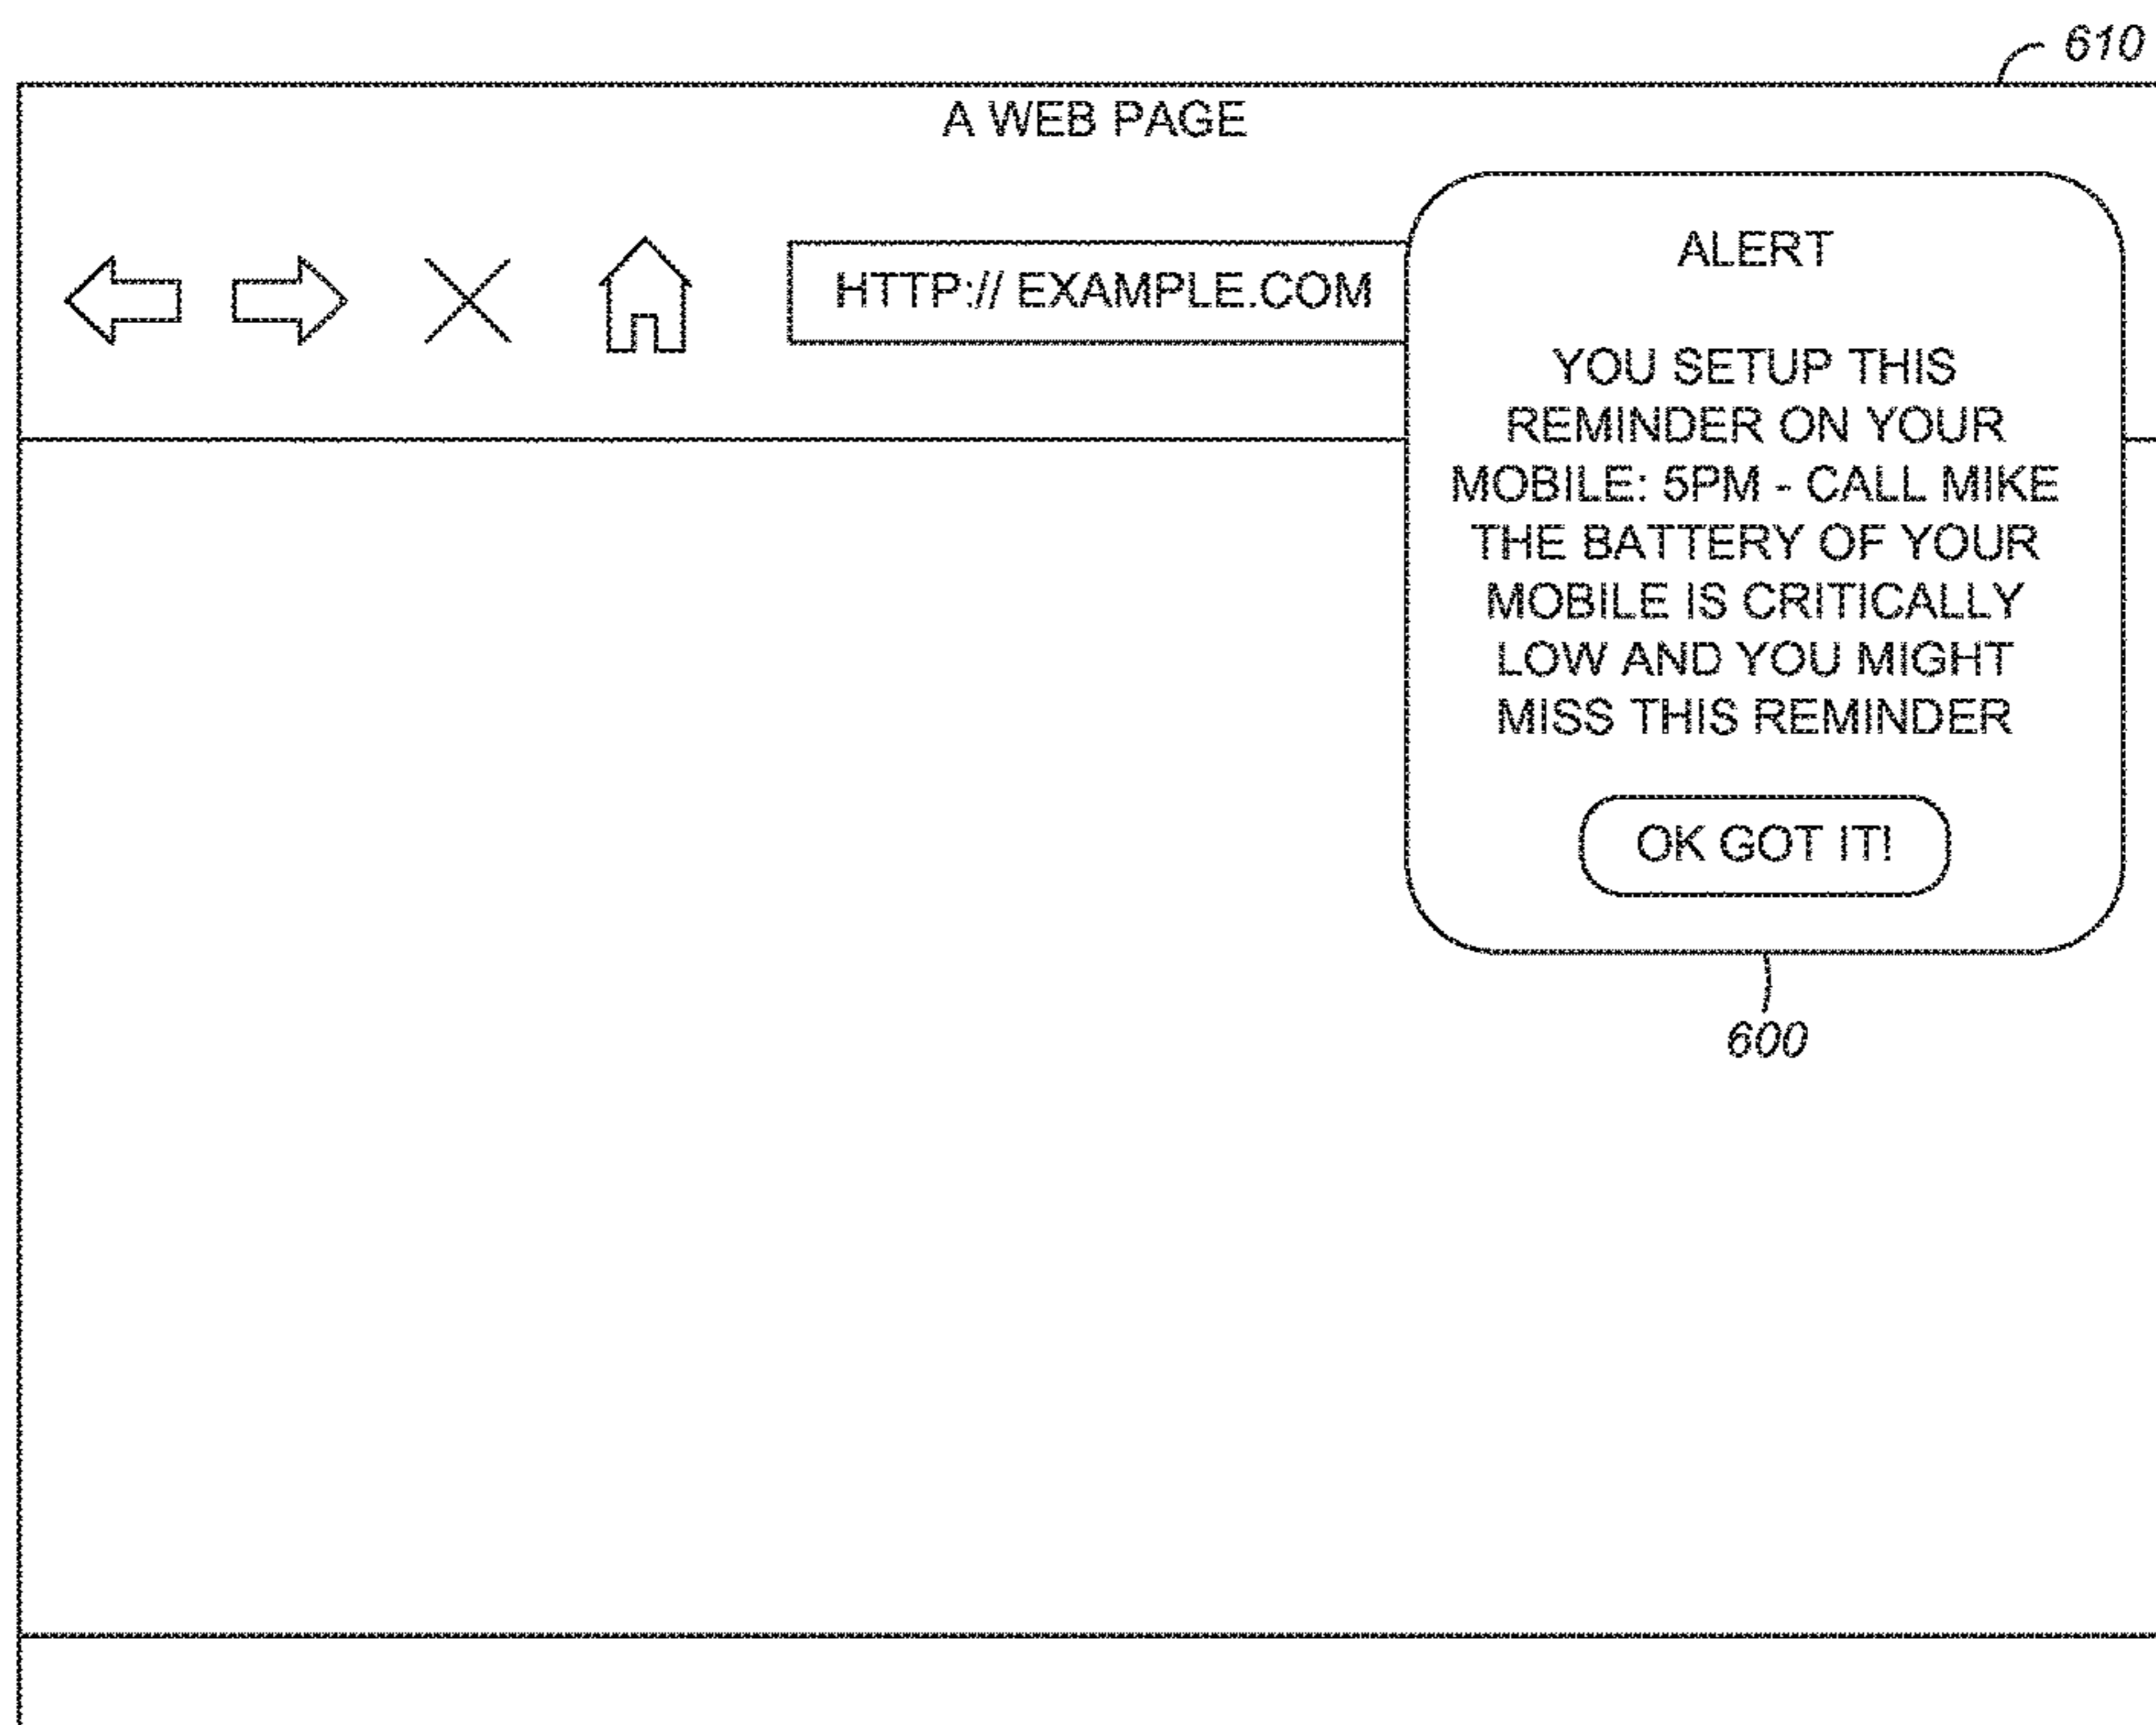 610
A WEB PAGE
HTTP:// EXAMPLE.COM
ALERT
YOU SETUP THIS
REMINDER ON YOUR
MOBILE: 5PM - CALL MIKE
THE BATTERY OF YOUR
MOBILE IS CRITICALLY
LOW AND YOU MIGHT
MISS THIS REMINDER
OK GOT IT!
600